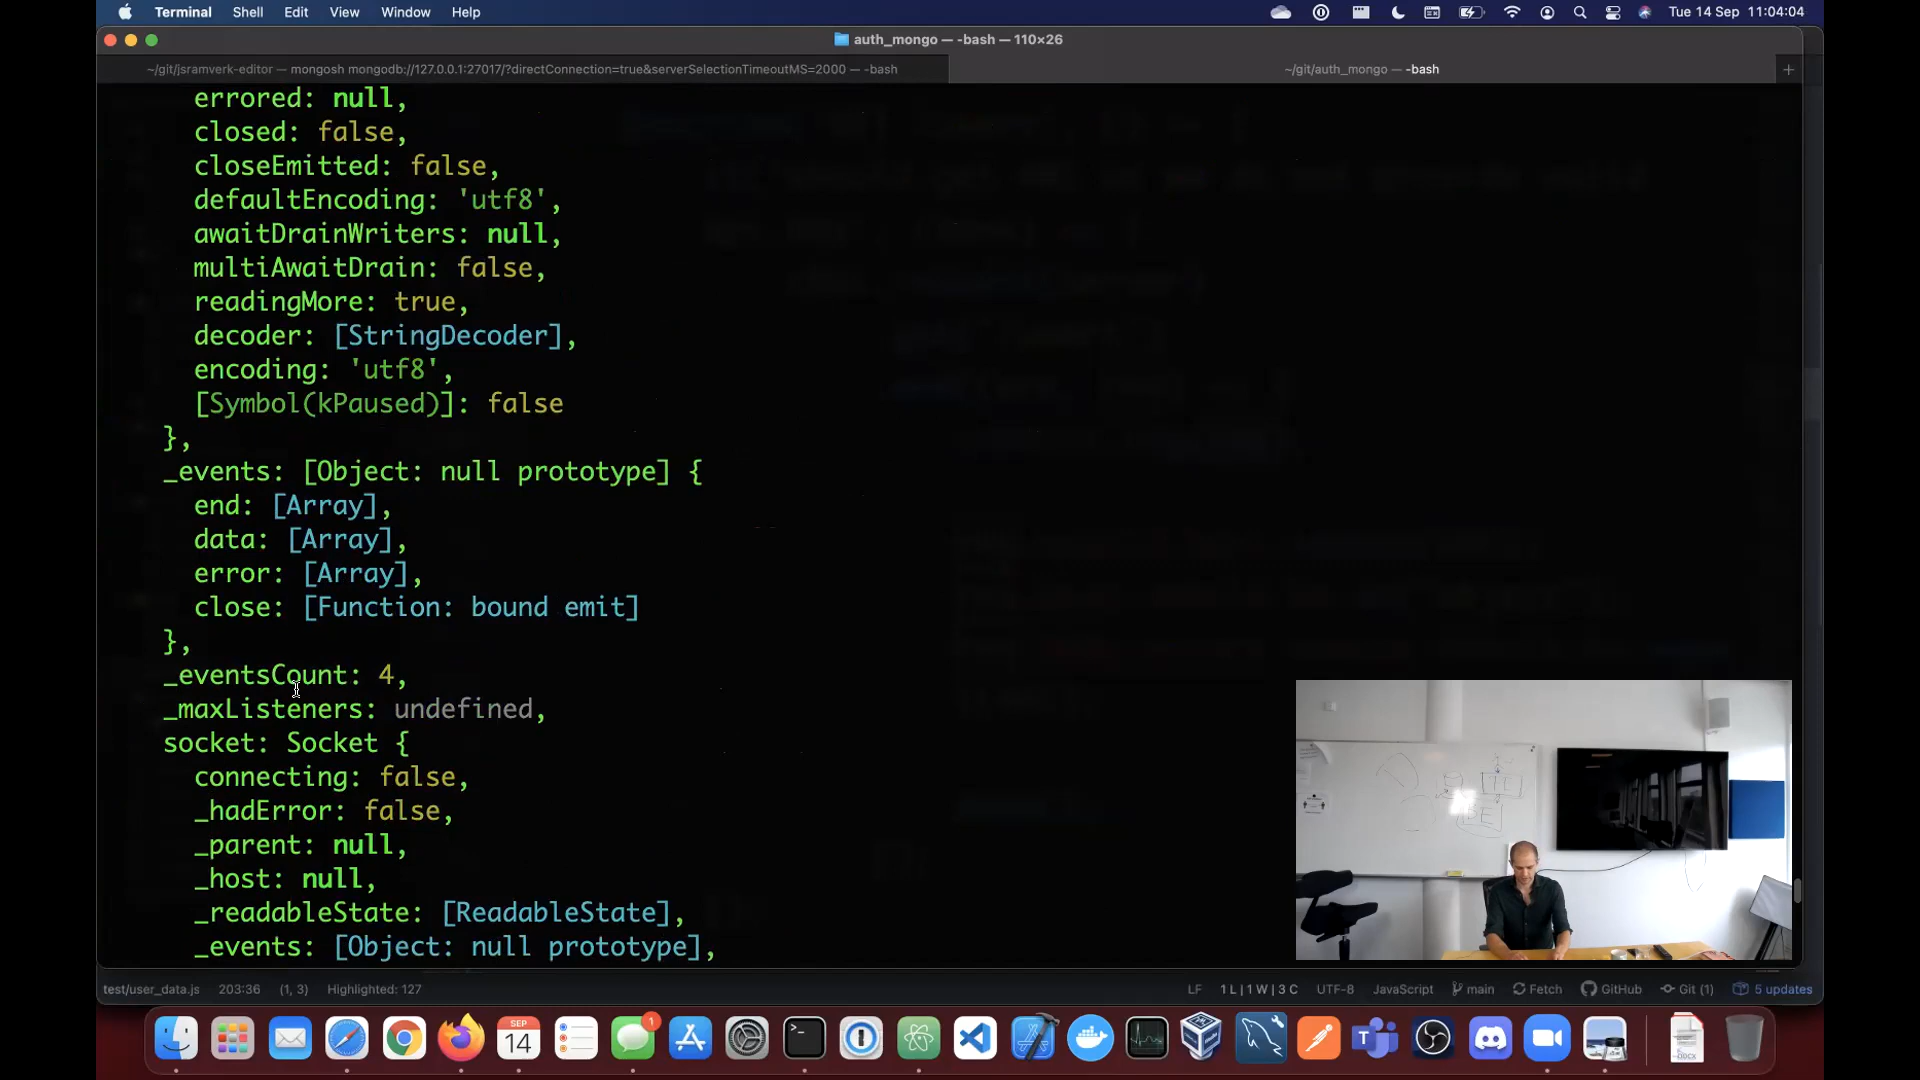 Terminal Shell Edit View Window Help Tue 14 Sep 11:04:04
auth_mongo — -bash — 110×26
~/git/jsramverk-editor — mongosh mongodb://127.0.0.1:27017/?directConnection=true&serverSelectionTimeoutMS=2000 — -bash ~/git/auth_mongo — -bash
errored: null,
closed: false,
closeEmitted: false,
defaultEncoding: 'utf8',
awaitDrainWriters: null,
multiAwaitDrain: false,
readingMore: true,
decoder: [StringDecoder],
encoding: 'utf8',
[Symbol(kPaused)]: false
},
_events: [Object: null prototype] {
end: [Array],
data: [Array],
error: [Array],
close: [Function: bound emit]
},
_eventsCount: 4,
_maxListeners: undefined,
socket: Socket {
connecting: false,
_hadError: false,
_parent: null,
_host: null,
_readableState: [ReadableState],
_events: [Object: null prototype],
test/user_data.js 203:36 (1, 3) Highlighted: 127 LF 1 L | 1 W | 3 C UTF-8 JavaScript main Fetch GitHub Git (1) 5 updates
SEP
14
1
DOCX